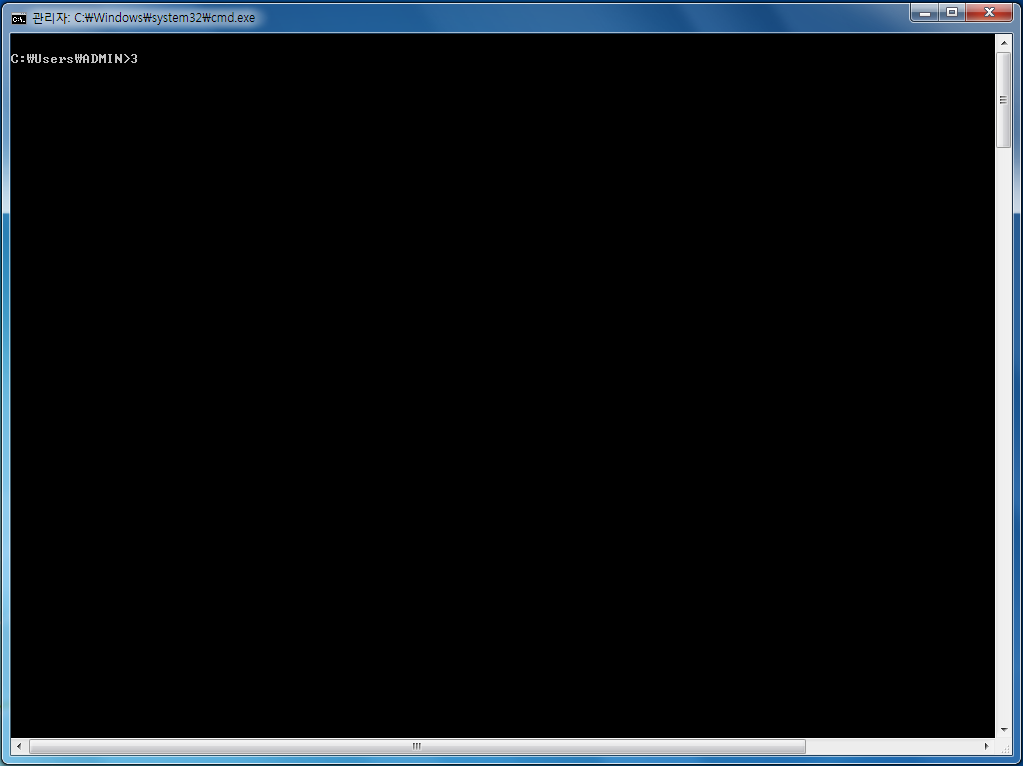 관리자: C:₩Windows₩system32₩cmd.exe
C:₩Users₩ADMIN>3